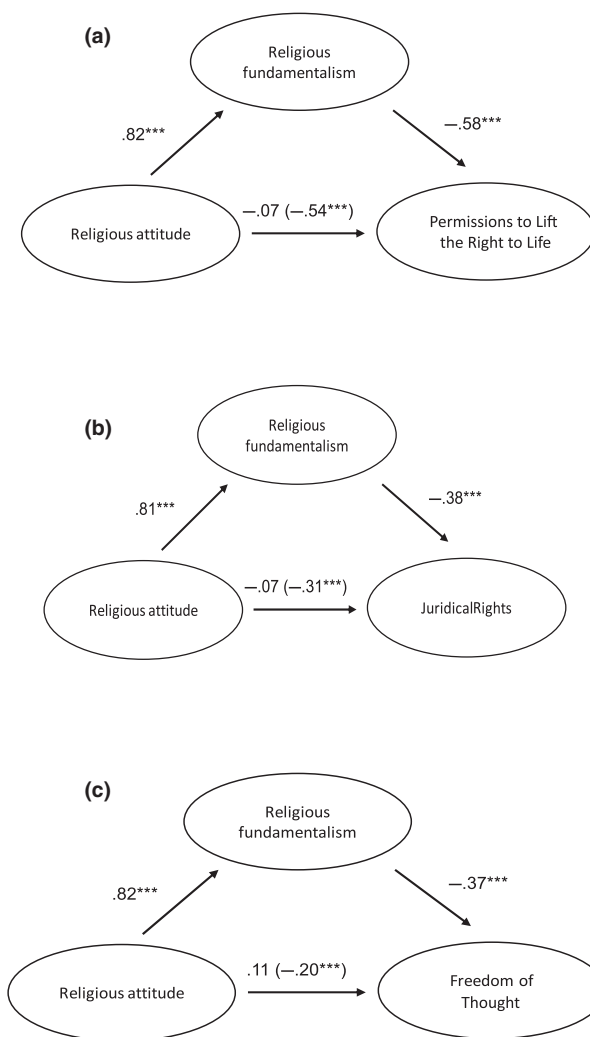 (a)
Religious
fundamentalism
.82***
—.58***
—.07 (—.54***)
Religious attitude
Permissions to Lift
the Right to Life
(b)
Religious
fundamentalism
.81***
—.38***
—.07 (—.31***)
Religious attitude
JuridicalRights
(c)
Religious
fundamentalism
.82***
—.37***
.11 (—.20***)
Religious attitude
Freedom of
Thought